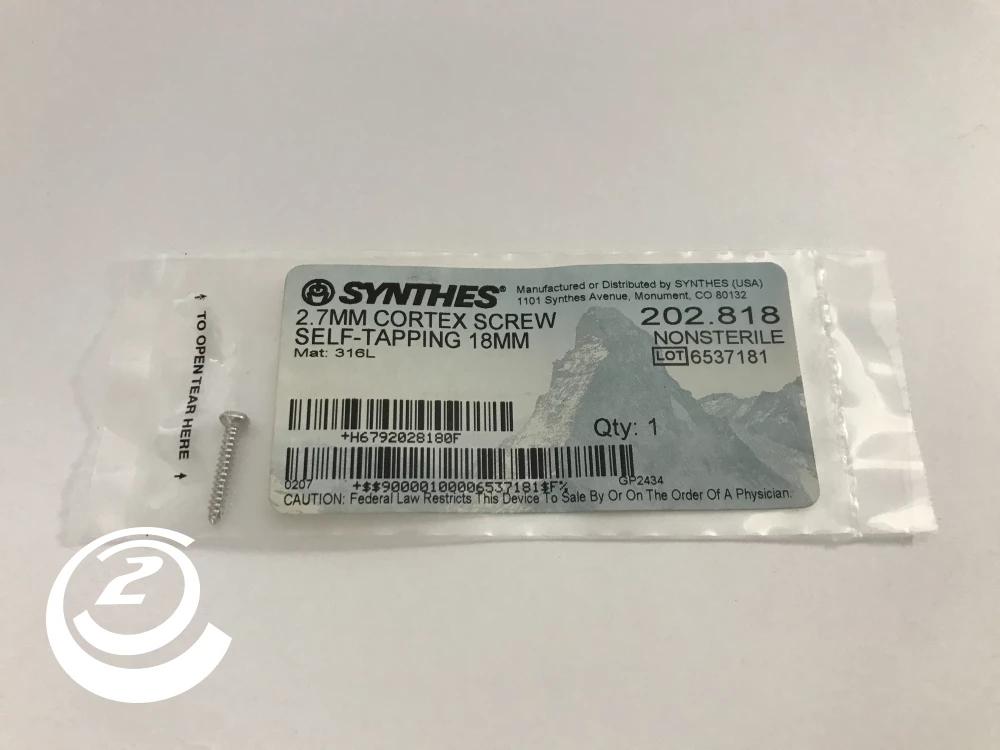 ↑ TO OPEN TEAR HERE ↑
SYNTHES®
Manufactured or Distributed by SYNTHES (USA)
1101 Synthes Avenue, Monument, CO 80132
2.7MM CORTEX SCREW
SELF-TAPPING 18MM
Mat: 316L
202.818
NONSTERILE
LOT 6537181
+H6792028180F
Qty: 1
0207
+$$90000100006537181$F%
GP2434
CAUTION: Federal Law Restricts This Device To Sale By Or On The Order Of A Physician.
2